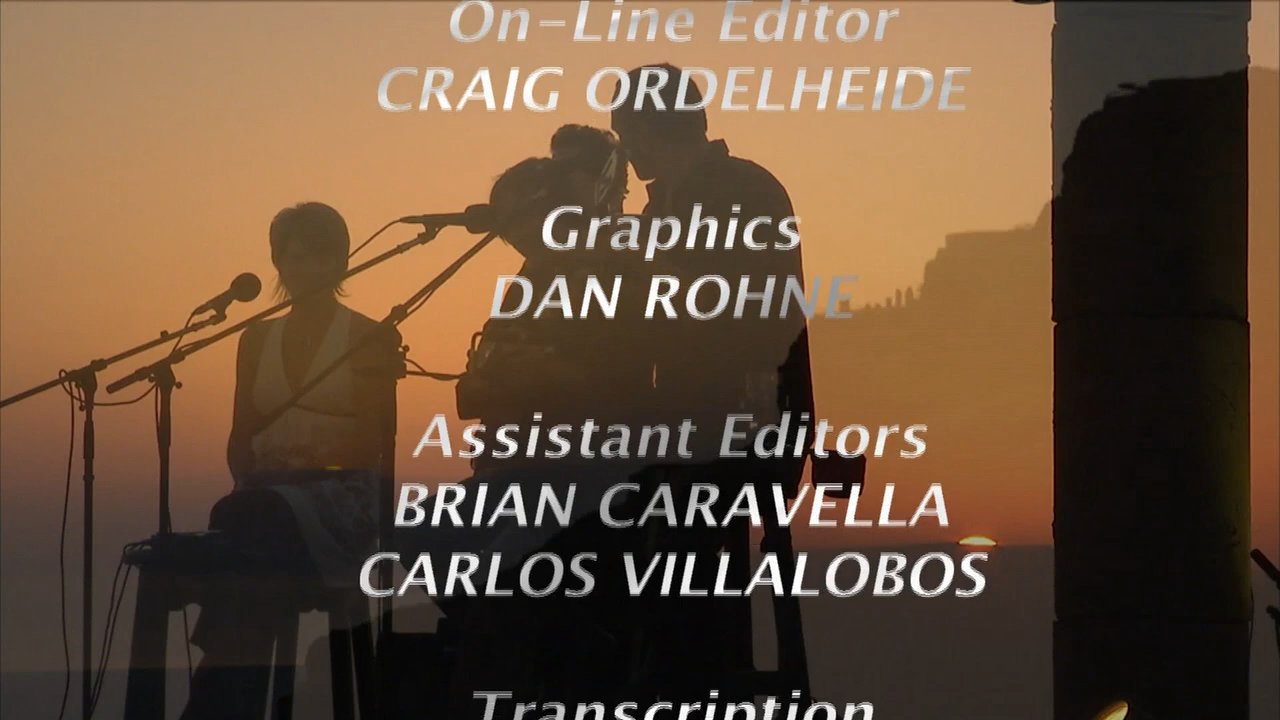 On-Line Editor
CRAIG ORDELHEIDE
Graphics
DAN ROHNE
Assistant Editors
BRIAN CARAVELLA
CARLOS VILLALOBOS
Transcription